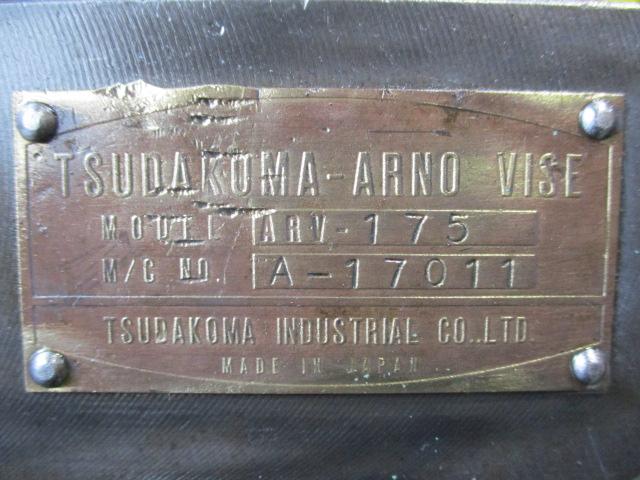 TSUDAKOMA-ARNO VISE
MODEL ARV-175
M/C NO. A-17011
TSUDAKOMA INDUSTRIAL CO.,LTD.
MADE IN JAPAN